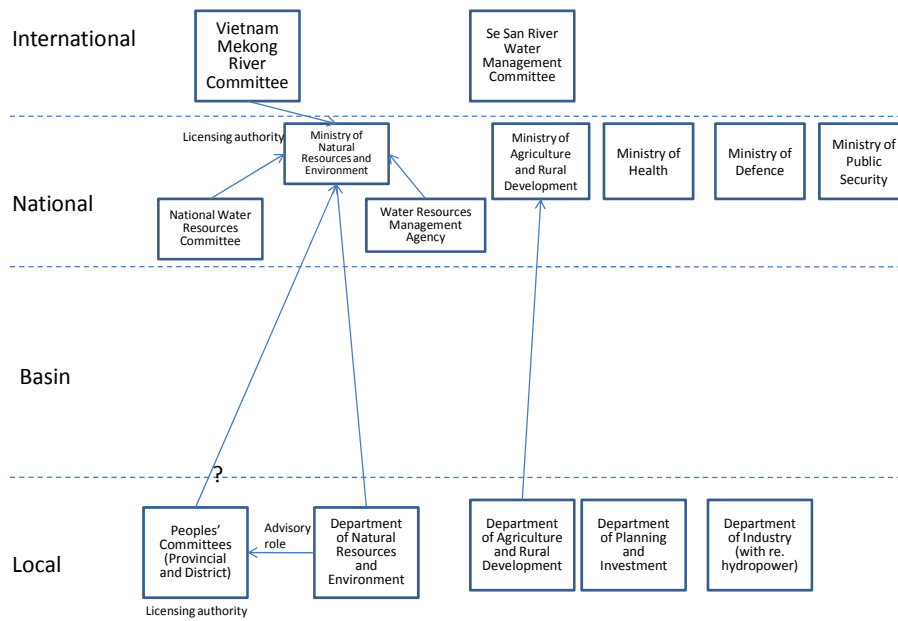 International
Vietnam
Mekong
River
Committee
Se San River
Water
Management
Committee
National
Licensing authority
Ministry of
Natural
Resources and
Environment
Ministry of
Agriculture
and Rural
Development
Ministry of
Health
Ministry of
Defence
Ministry of
Public
Security
National Water
Resources
Committee
Water Resources
Management
Agency
Basin
?
Local
Peoples’
Committees
(Provincial
and District)
Licensing authority
Advisory
role
Department
of Natural
Resources
and
Environment
Department
of Agriculture
and Rural
Development
Department
of Planning
and
Investment
Department
of Industry
(with re.
hydropower)